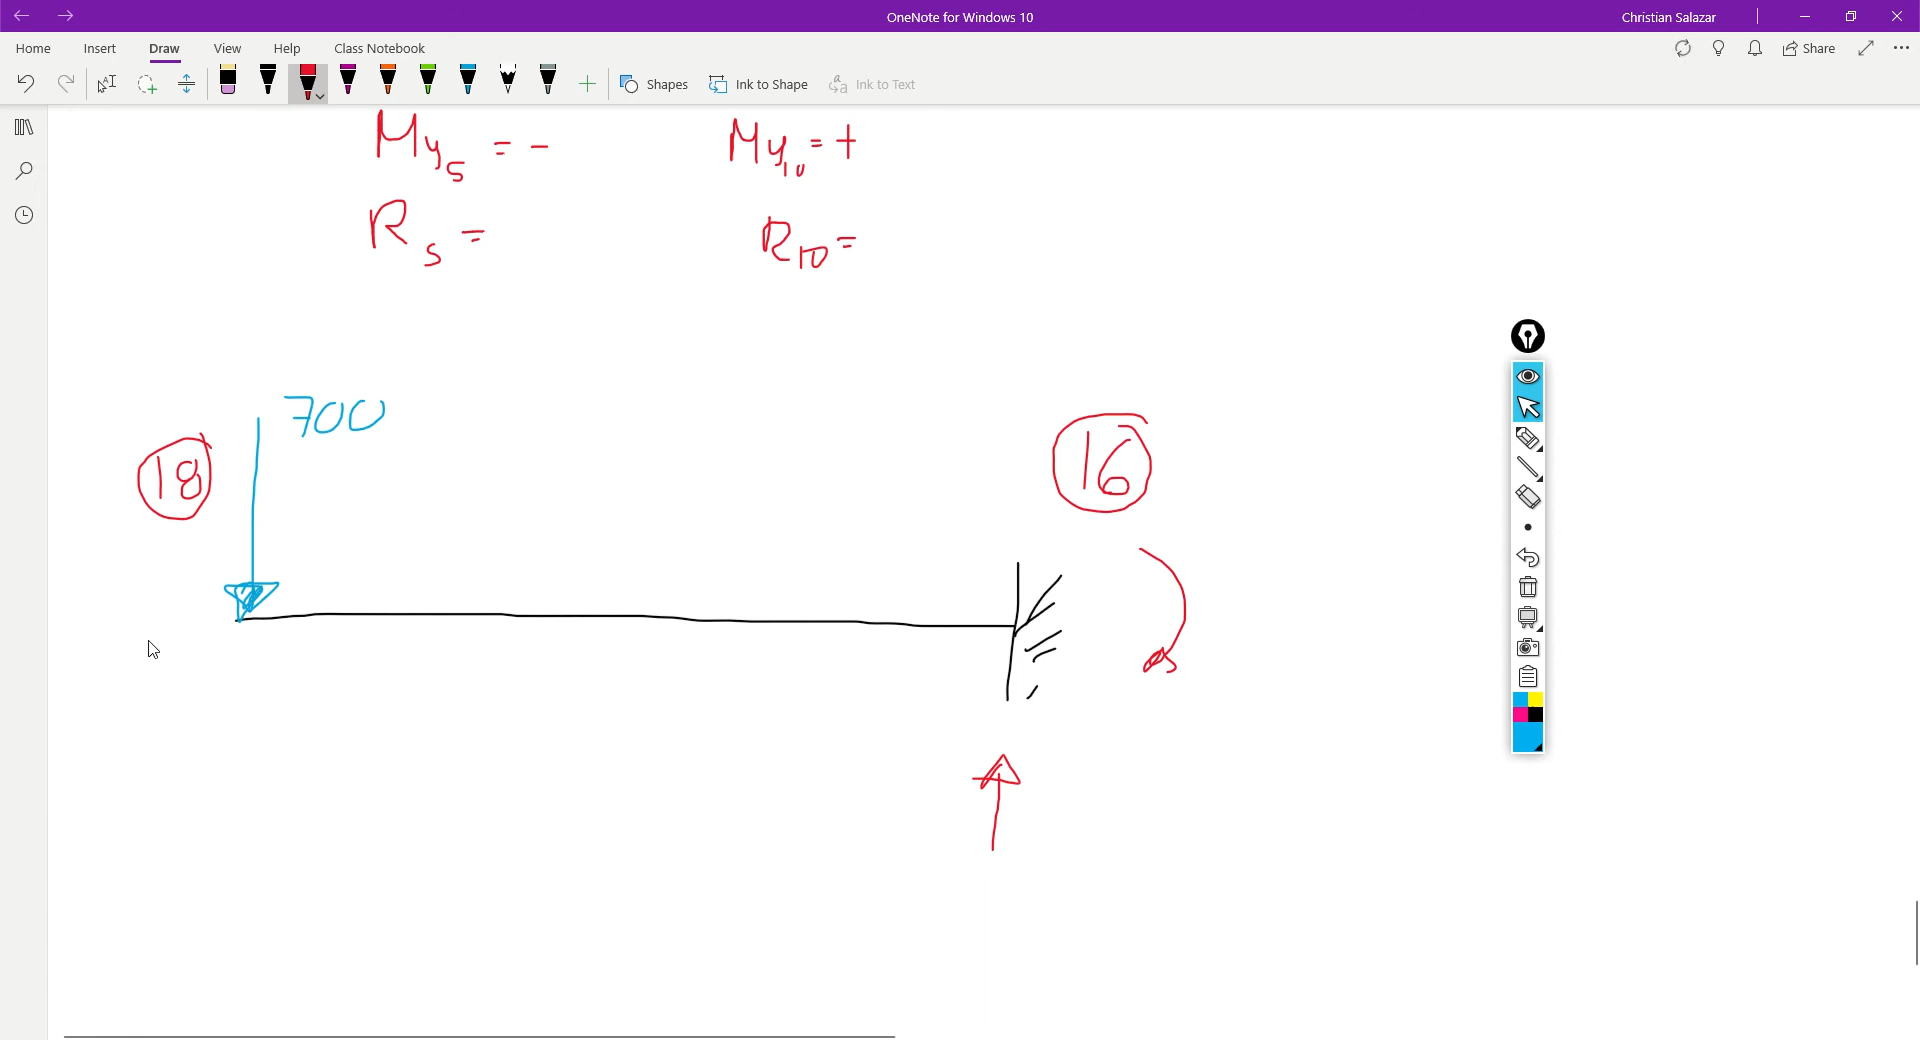 OneNote for Windows 10
Christian Salazar
Home Insert Draw View Help Class Notebook
Share
Shapes Ink to Shape Ink to Text
My5 = - My10 = +
R5 = R10 =
700
18
16